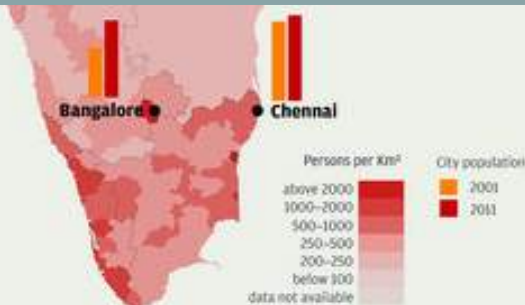 Bangalore
Chennai
Persons per Km²
above 2000
1000–2000
500–1000
250–500
200–250
below 100
data not available
City population
2001
2011